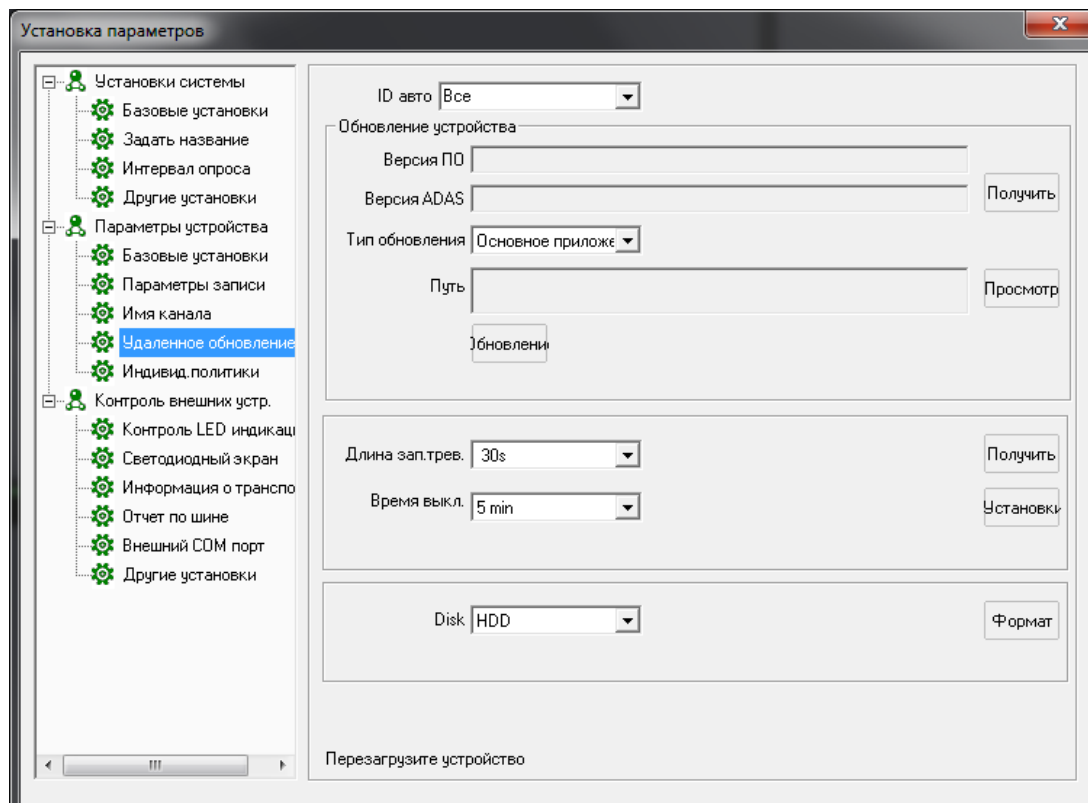 Установка параметров
Установки системы
Базовые установки
Задать название
Интервал опроса
Другие установки
Параметры устройства
Базовые установки
Параметры записи
Имя канала
Удаленное обновление
Индивид.политики
Контроль внешних устр.
Контроль LED индикац
Светодиодный экран
Информация о транспо
Отчет по шине
Внешний COM порт
Другие установки
ID авто Все
Обновление устройства
Версия ПО
Версия ADAS
Получить
Тип обновления Основное приложе
Путь
Просмотр
Обновление
Длина зап.трев. 30s
Получить
Время выкл. 5 min
Установки
Disk HDD
Формат
Перезагрузите устройство